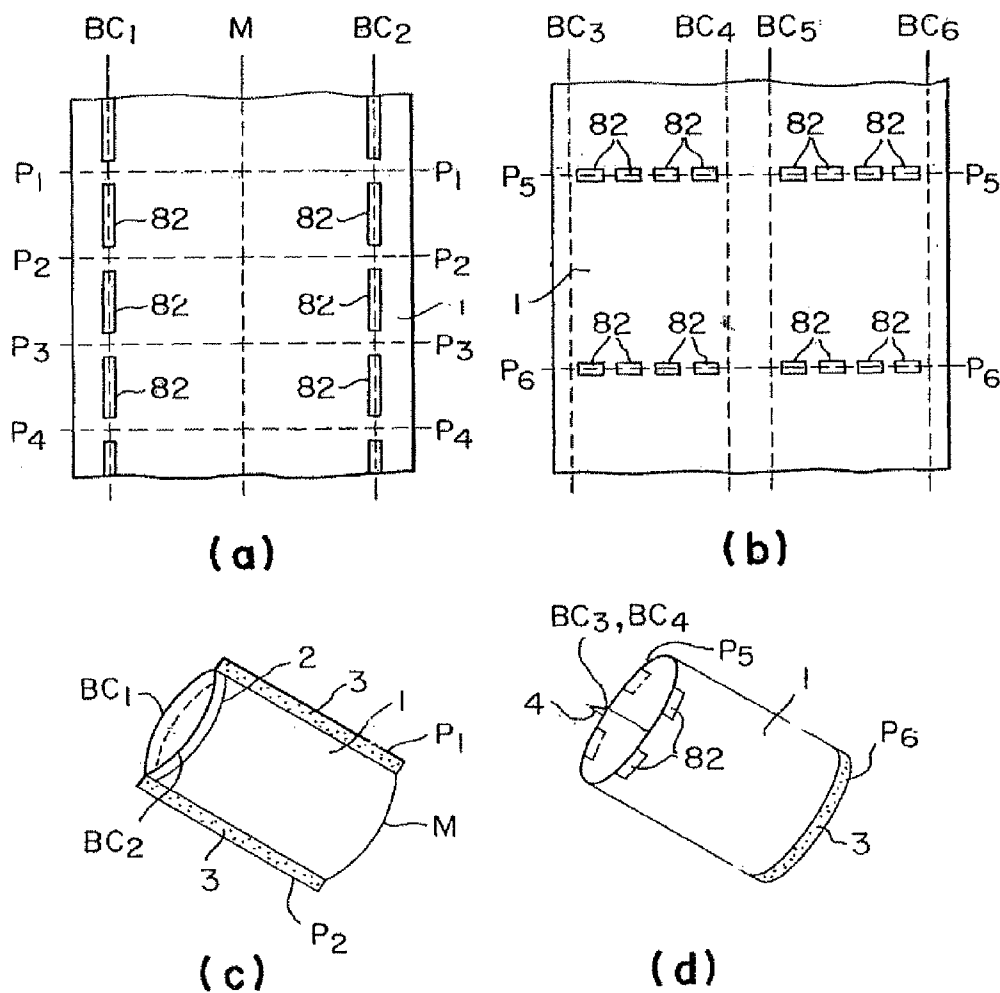 BC1 M BC2
P1 P1
82 82
P2 P2
82 82 1
P3 P3
82 82
P4 P4
(a)
BC3 BC4 BC5 BC6
82 82 82 82
P5 P5
1
82 82 82 82
P6 P6
(b)
2
3
BC1
1
P1
M
BC2
3
P2
(c)
BC3, BC4
P5
4
1
82
P6
3
(d)